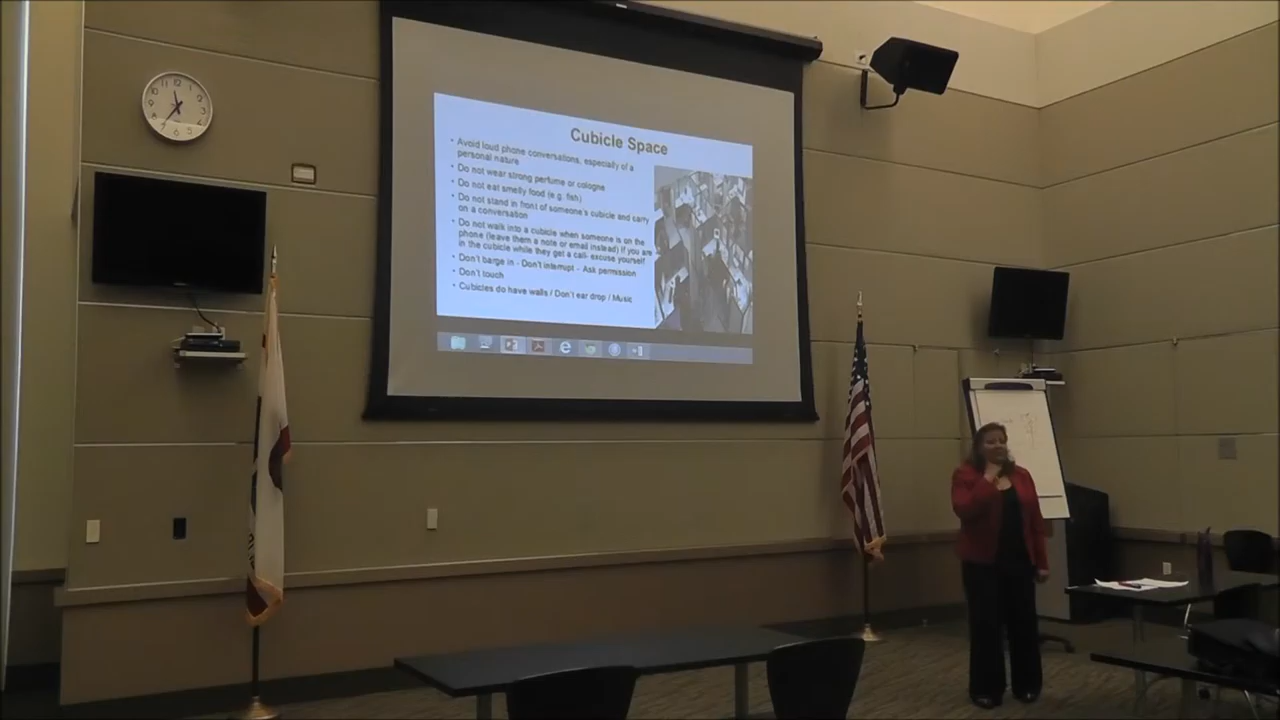 Cubicle Space
• Avoid loud phone conversations, especially of a
personal nature
• Do not wear strong perfume or cologne
• Do not eat smelly food (e.g. fish)
• Do not stand in front of someone's cubicle and carry
on a conversation
• Do not walk into a cubicle when someone is on the
phone (leave them a note or email instead) if you are
in the cubicle while they get a call- excuse yourself
• Don't barge in - Don't interrupt – Ask permission
• Don't touch
• Cubicles do have walls / Don't ear drop / Music